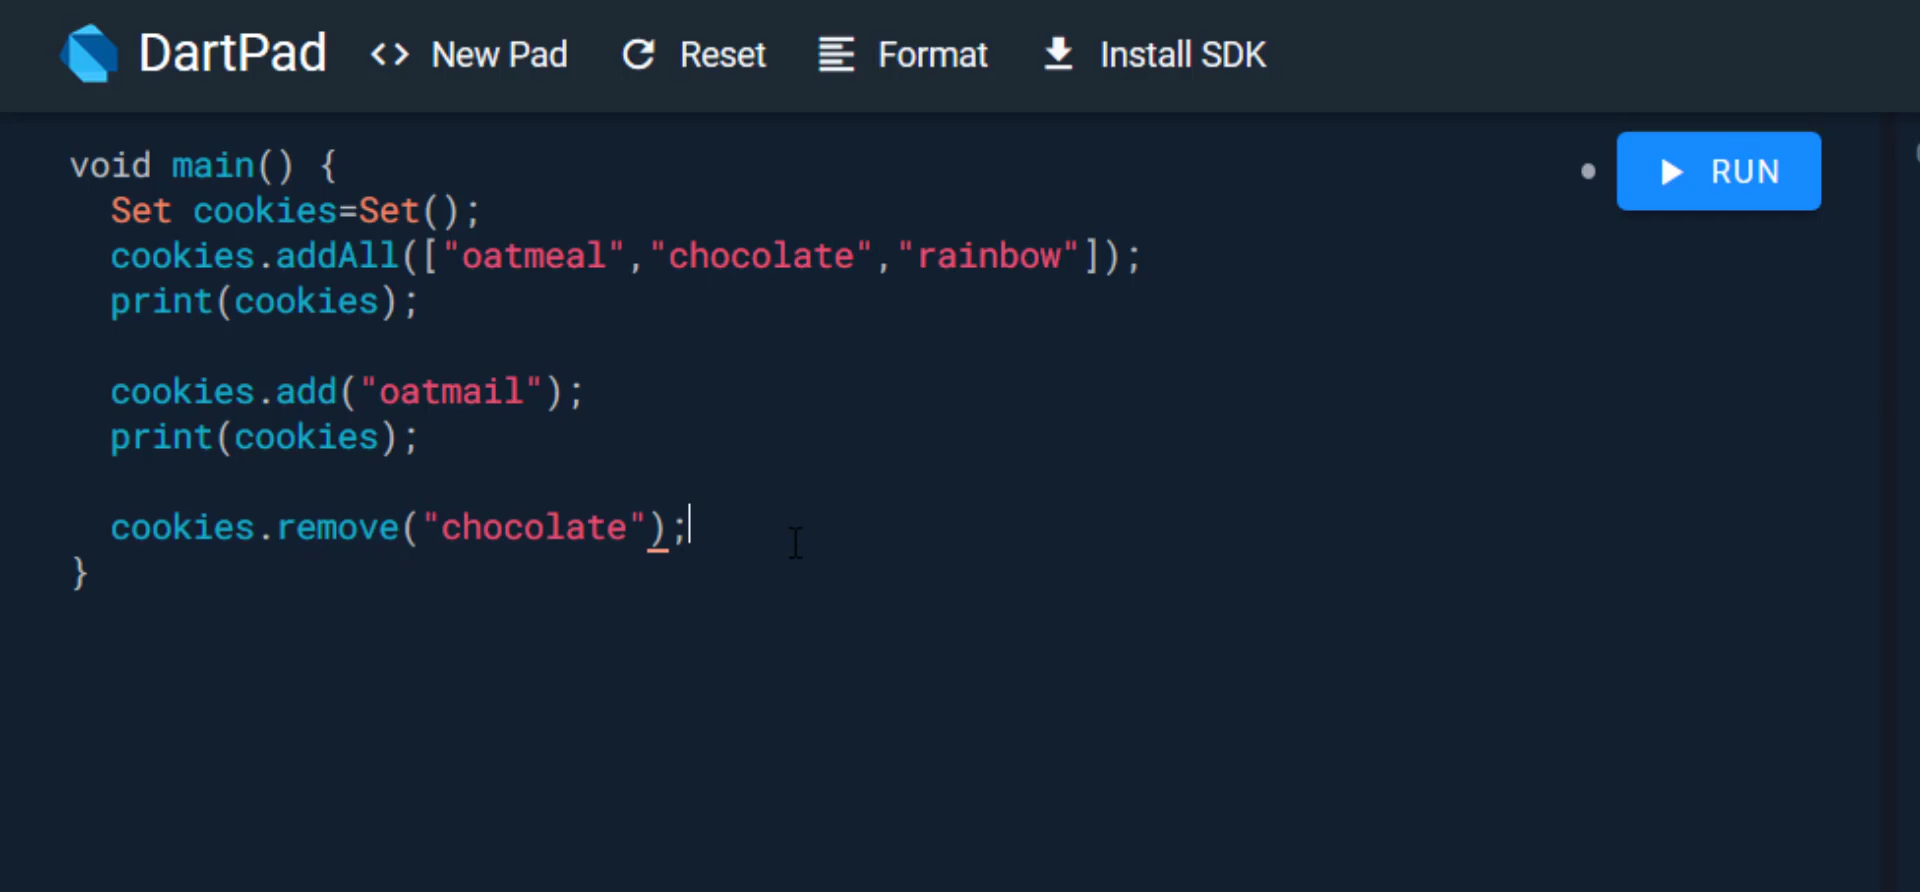 DartPad <> New Pad Reset Format Install SDK
void main() {
RUN
  Set cookies=Set();
  cookies.addAll(["oatmeal","chocolate","rainbow"]);
  print(cookies);
  cookies.add("oatmail");
  print(cookies);
  cookies.remove("chocolate");
}